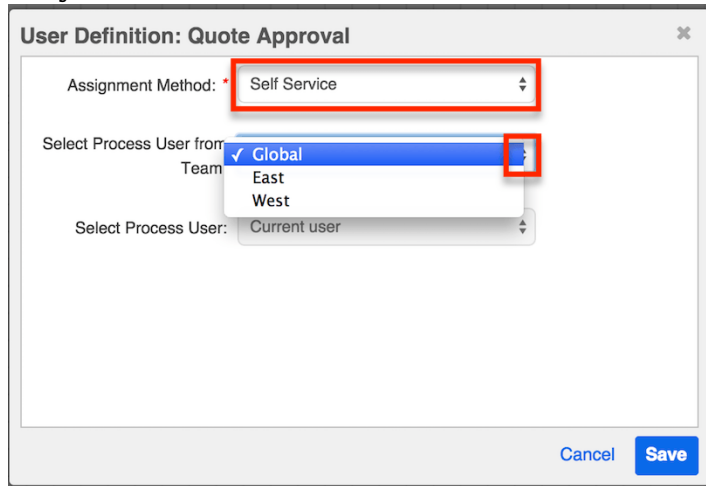 User Definition: Quote Approval
Assignment Method: * Self Service
Select Process User from
Team
✓ Global
East
West
Select Process User: Current user
Cancel Save